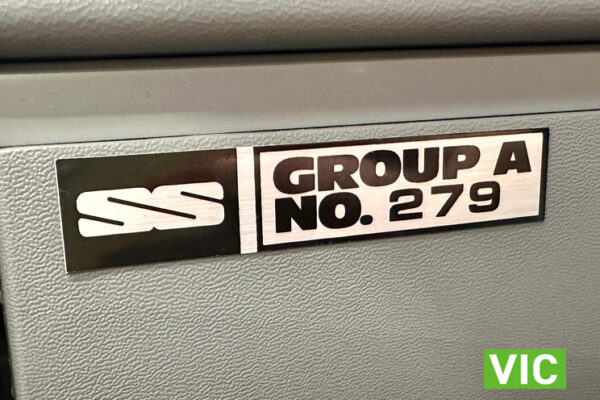 SS
GROUP A
NO. 279
VIC